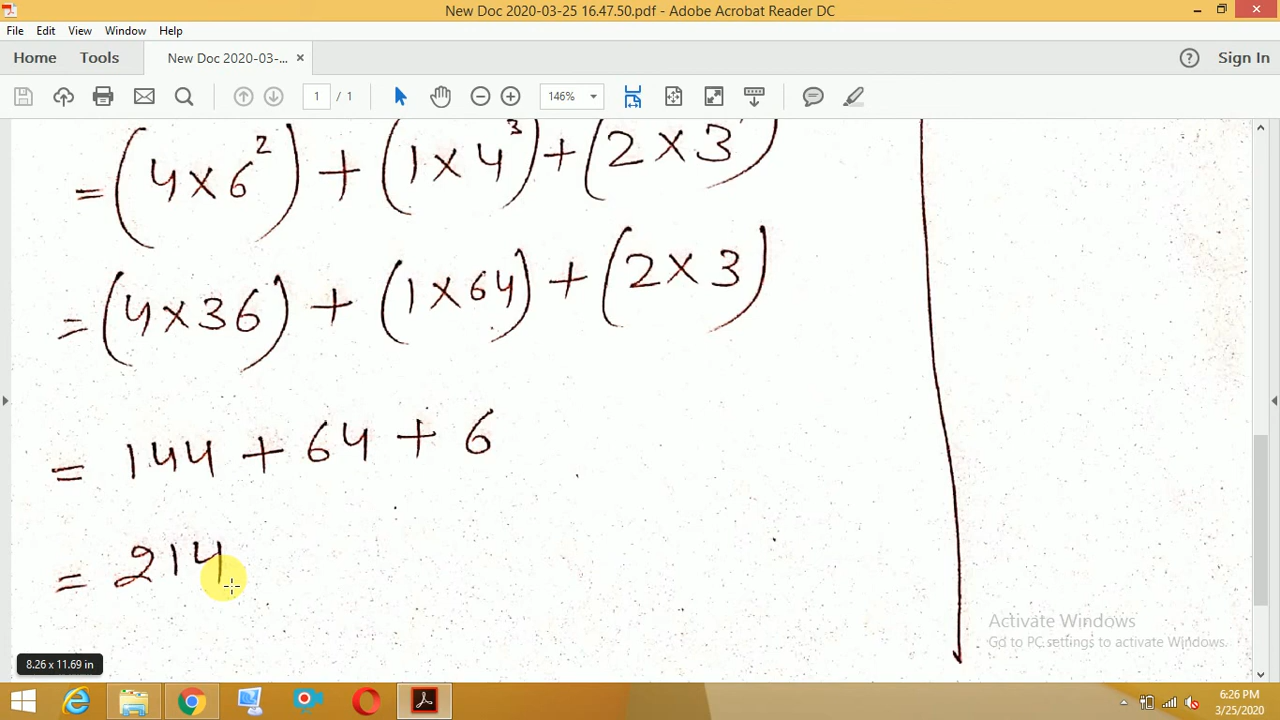 New Doc 2020-03-25 16.47.50.pdf - Adobe Acrobat Reader DC
File Edit View Window Help
Home Tools New Doc 2020-03-... × Sign In
1 / 1 146%
= (4 × 6²) + (1 × 4³) + (2 × 3
= (4 × 36) + (1 × 64) + (2 × 3)
= 144 + 64 + 6
= 214
Activate Windows
Go to PC settings to activate Windows.
8.26 x 11.69 in
6:26 PM
3/25/2020